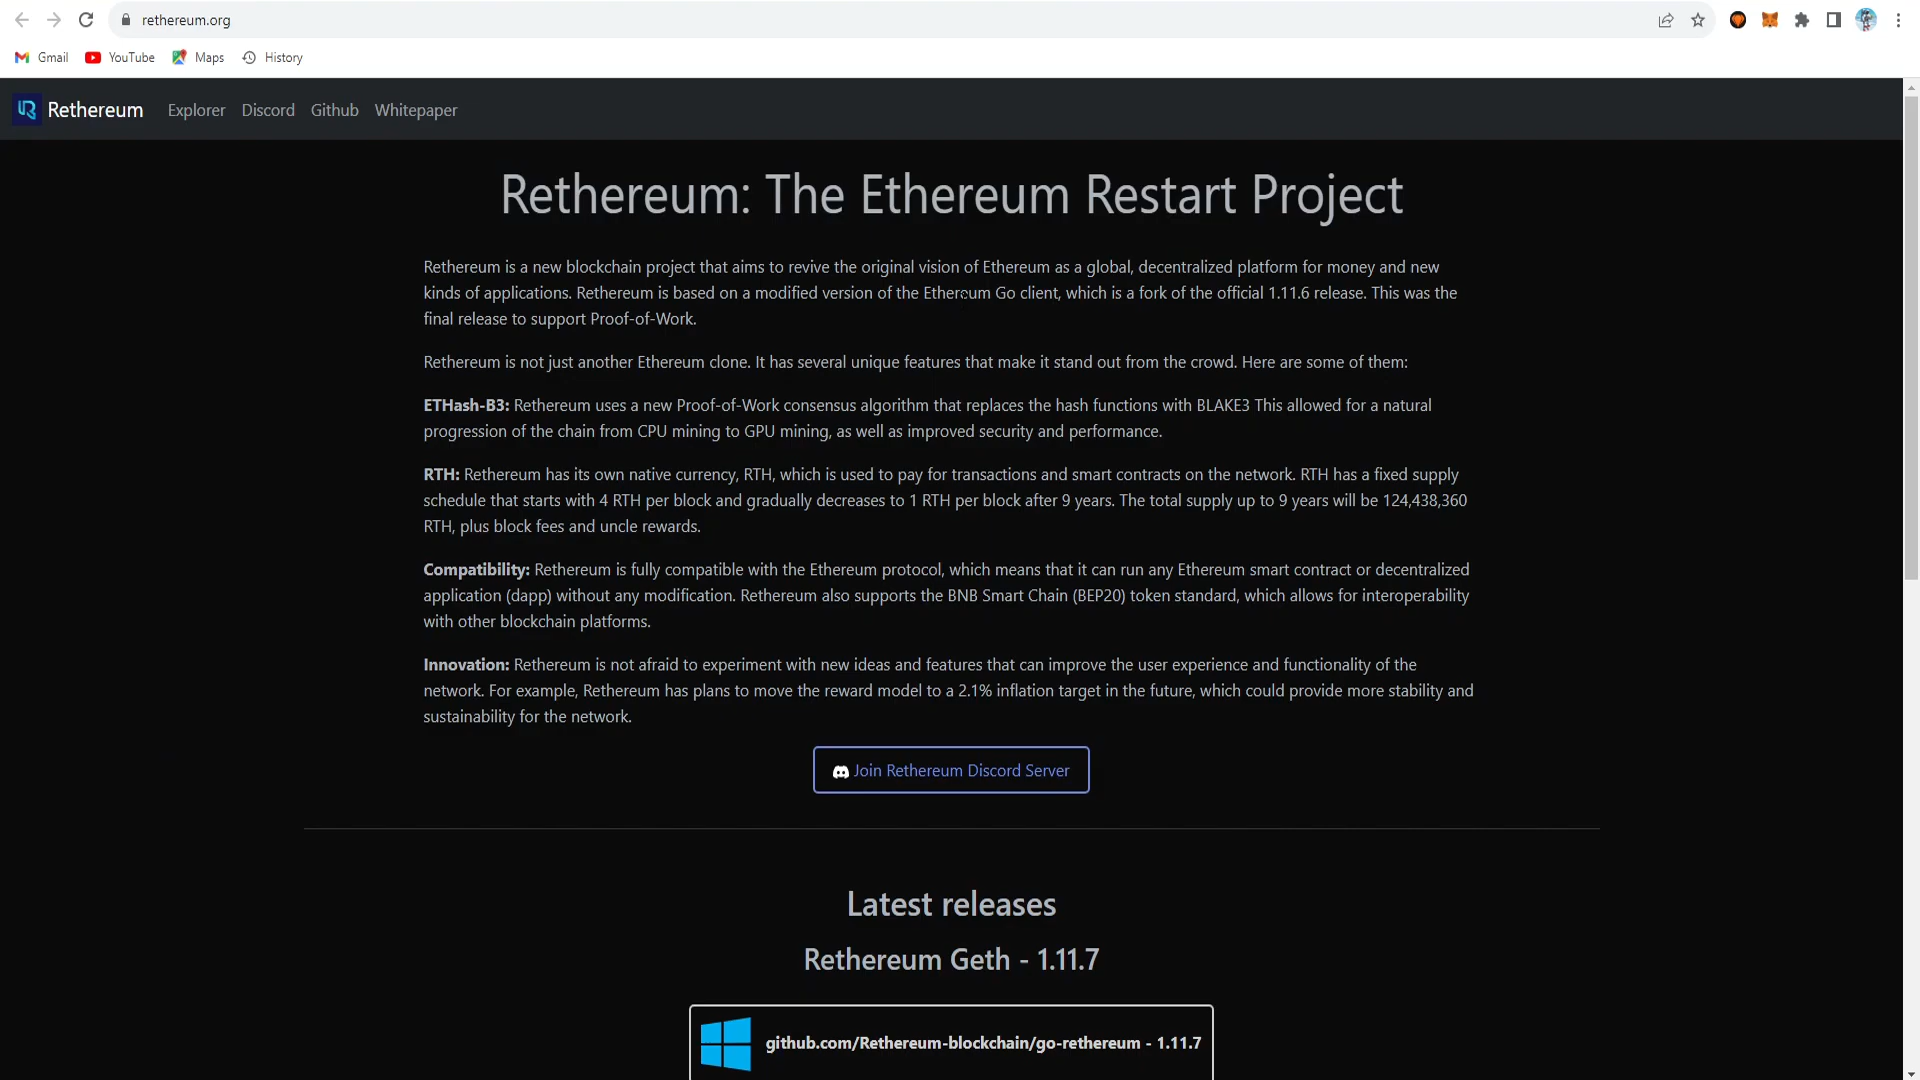 rethereum.org
Gmail YouTube Maps History
Rethereum Explorer Discord Github Whitepaper
Rethereum: The Ethereum Restart Project
Rethereum is a new blockchain project that aims to revive the original vision of Ethereum as a global, decentralized platform for money and new
kinds of applications. Rethereum is based on a modified version of the Ethereum Go client, which is a fork of the official 1.11.6 release. This was the
final release to support Proof-of-Work.
Rethereum is not just another Ethereum clone. It has several unique features that make it stand out from the crowd. Here are some of them:
ETHash-B3: Rethereum uses a new Proof-of-Work consensus algorithm that replaces the hash functions with BLAKE3 This allowed for a natural
progression of the chain from CPU mining to GPU mining, as well as improved security and performance.
RTH: Rethereum has its own native currency, RTH, which is used to pay for transactions and smart contracts on the network. RTH has a fixed supply
schedule that starts with 4 RTH per block and gradually decreases to 1 RTH per block after 9 years. The total supply up to 9 years will be 124,438,360
RTH, plus block fees and uncle rewards.
Compatibility: Rethereum is fully compatible with the Ethereum protocol, which means that it can run any Ethereum smart contract or decentralized
application (dapp) without any modification. Rethereum also supports the BNB Smart Chain (BEP20) token standard, which allows for interoperability
with other blockchain platforms.
Innovation: Rethereum is not afraid to experiment with new ideas and features that can improve the user experience and functionality of the
network. For example, Rethereum has plans to move the reward model to a 2.1% inflation target in the future, which could provide more stability and
sustainability for the network.
Join Rethereum Discord Server
Latest releases
Rethereum Geth - 1.11.7
github.com/Rethereum-blockchain/go-rethereum - 1.11.7